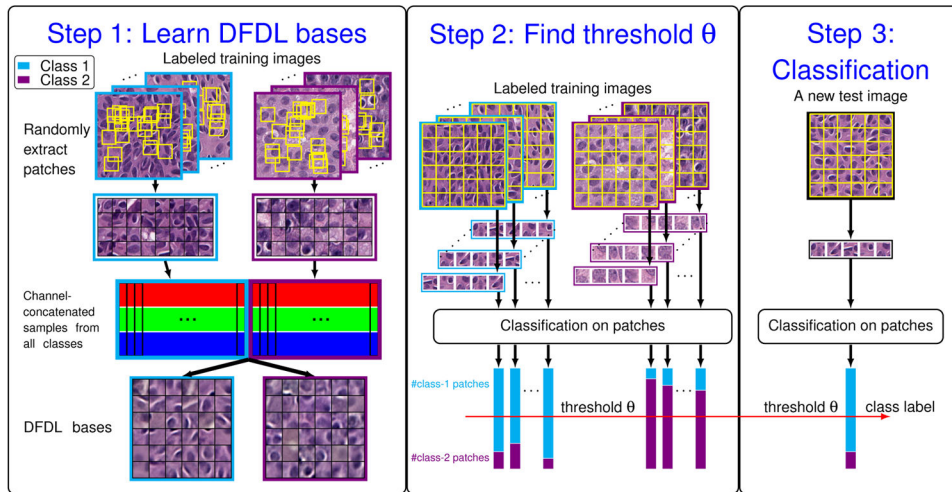 Step 1: Learn DFDL bases
Class 1
Class 2
Labeled training images
Randomly
extract
patches
Channel-
concatenated
samples from
all classes
...
DFDL bases
Step 2: Find threshold θ
Labeled training images
Classification on patches
#class-1 patches
threshold θ
#class-2 patches
Step 3:
Classification
A new test image
Classification on patches
threshold θ
class label